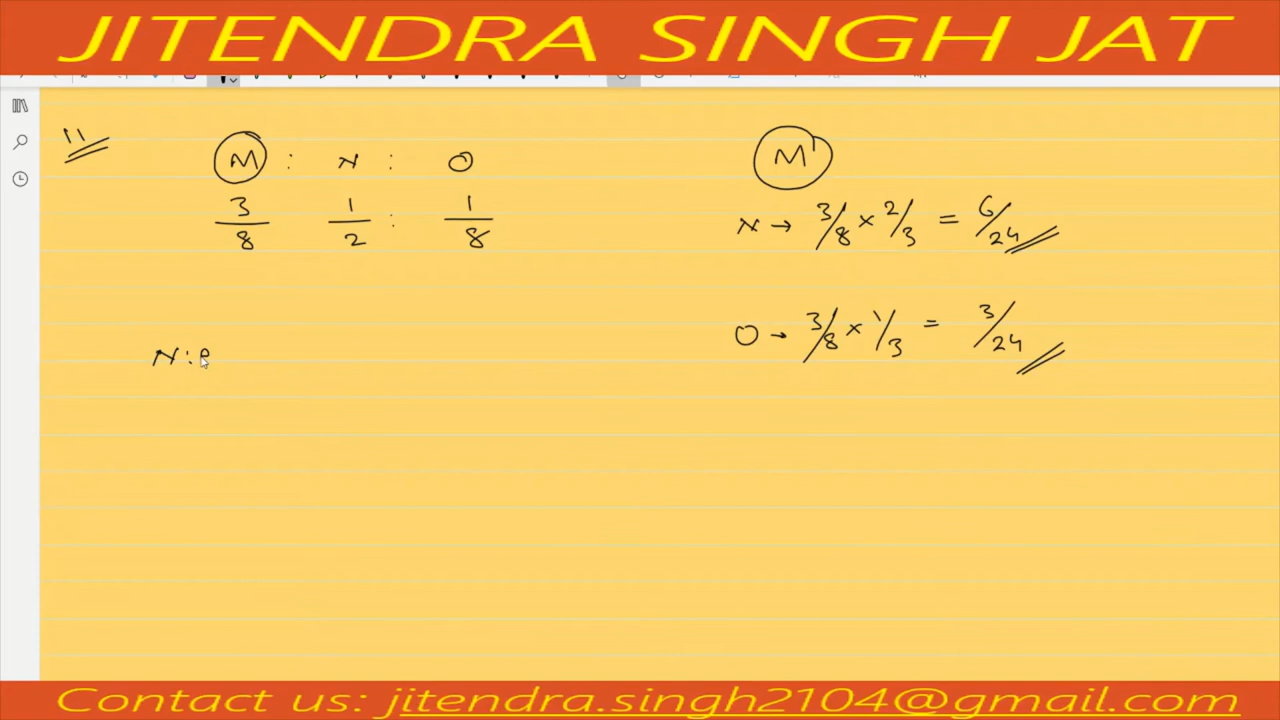 JITENDRA SINGH JAT
11
M : N : O
3/8 1/2 : 1/8
M
N → 3/8 × 2/3 = 6/24
O → 3/8 × 1/3 = 3/24
N :
Contact us: jitendra.singh2104@gmail.com